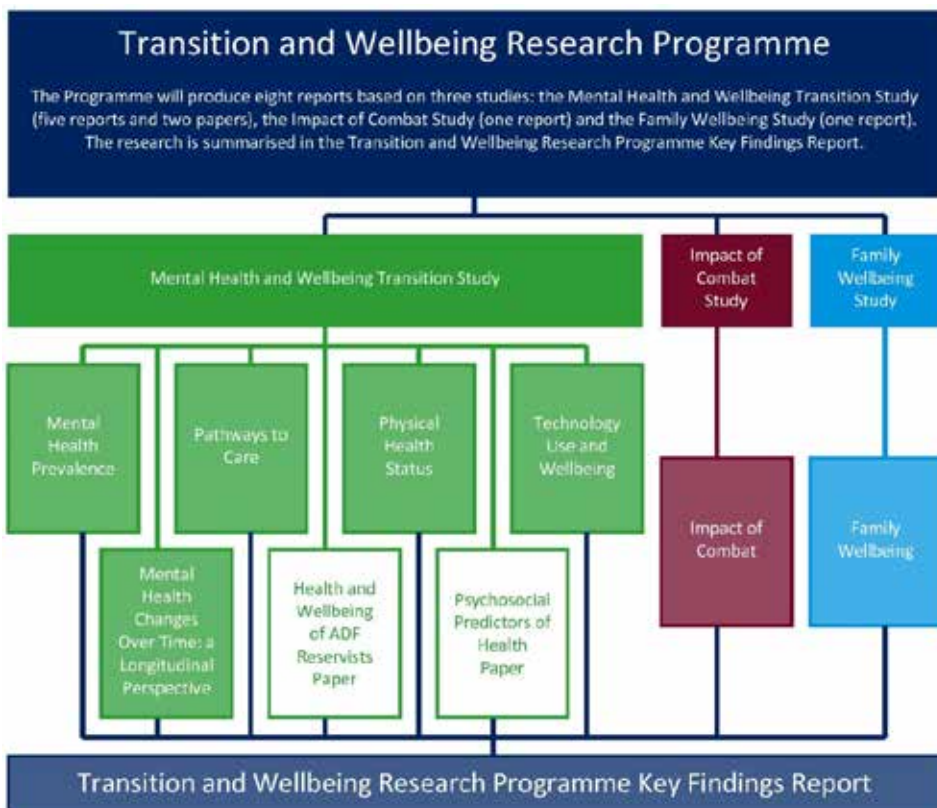 Transition and Wellbeing Research Programme
The Programme will produce eight reports based on three studies: the Mental Health and Wellbeing Transition Study
(five reports and two papers), the Impact of Combat Study (one report) and the Family Wellbeing Study (one report).
The research is summarised in the Transition and Wellbeing Research Programme Key Findings Report.
Mental Health and Wellbeing Transition Study
Impact of
Combat
Study
Family
Wellbeing
Study
Mental
Health
Prevalence
Pathways to
Care
Physical
Health
Status
Technology
Use and
Wellbeing
Impact of
Combat
Family
Wellbeing
Mental
Health
Changes
Over Time: a
Longitudinal
Perspective
Health and
Wellbeing
of ADF
Reservists
Paper
Psychosocial
Predictors of
Health
Paper
Transition and Wellbeing Research Programme Key Findings Report